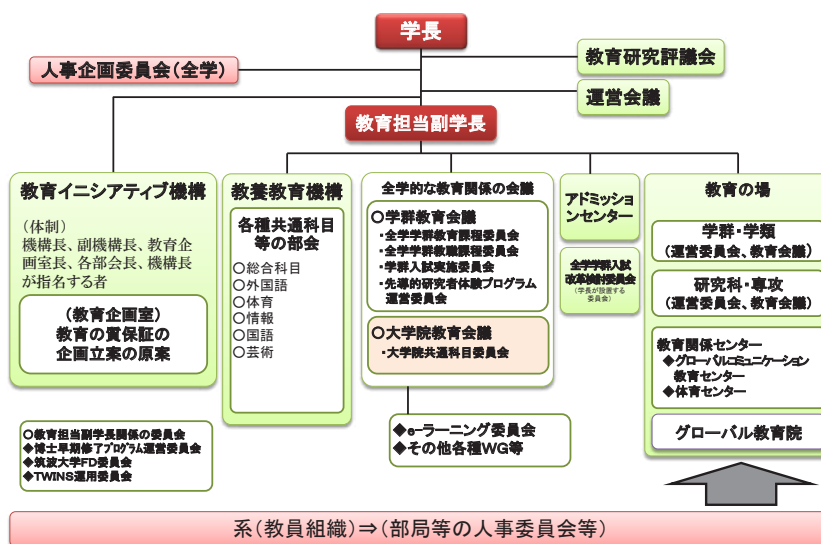 学長
人事企画委員会(全学)
教育研究評議会
運営会議
教育担当副学長
教育イニシアティブ機構
(体制)
機構長、副機構長、教育企
画室長、各部会長、機構長
が指名する者
(教育企画室)
教育の質保証の
企画立案の原案
教養教育機構
各種共通科目
等の部会
○総合科目
○外国語
○体育
○情報
○国語
○芸術
全学的な教育関係の会議
○学群教育会議
・全学学群教育課程委員会
・全学学群教職課程委員会
・学群入試実施委員会
・先導的研究者体験プログラム
運営委員会
○大学院教育会議
・大学院共通科目委員会
アドミッシ
ョンセンター
全学学群入試
改革検討委員会
(学長が設置する
委員会)
教育の場
学群・学類
(運営委員会、教育会議)
研究科・専攻
(運営委員会、教育会議)
教育関係センター
◆グローバルコミュニケーション
教育センター
◆体育センター
グローバル教育院
○教育担当副学長関係の委員会
◆博士早期修了プログラム運営委員会
◆筑波大学FD委員会
◆TWINS運用委員会
◆e-ラーニング委員会
◆その他各種WG等
系(教員組織)⇒(部局等の人事委員会等)